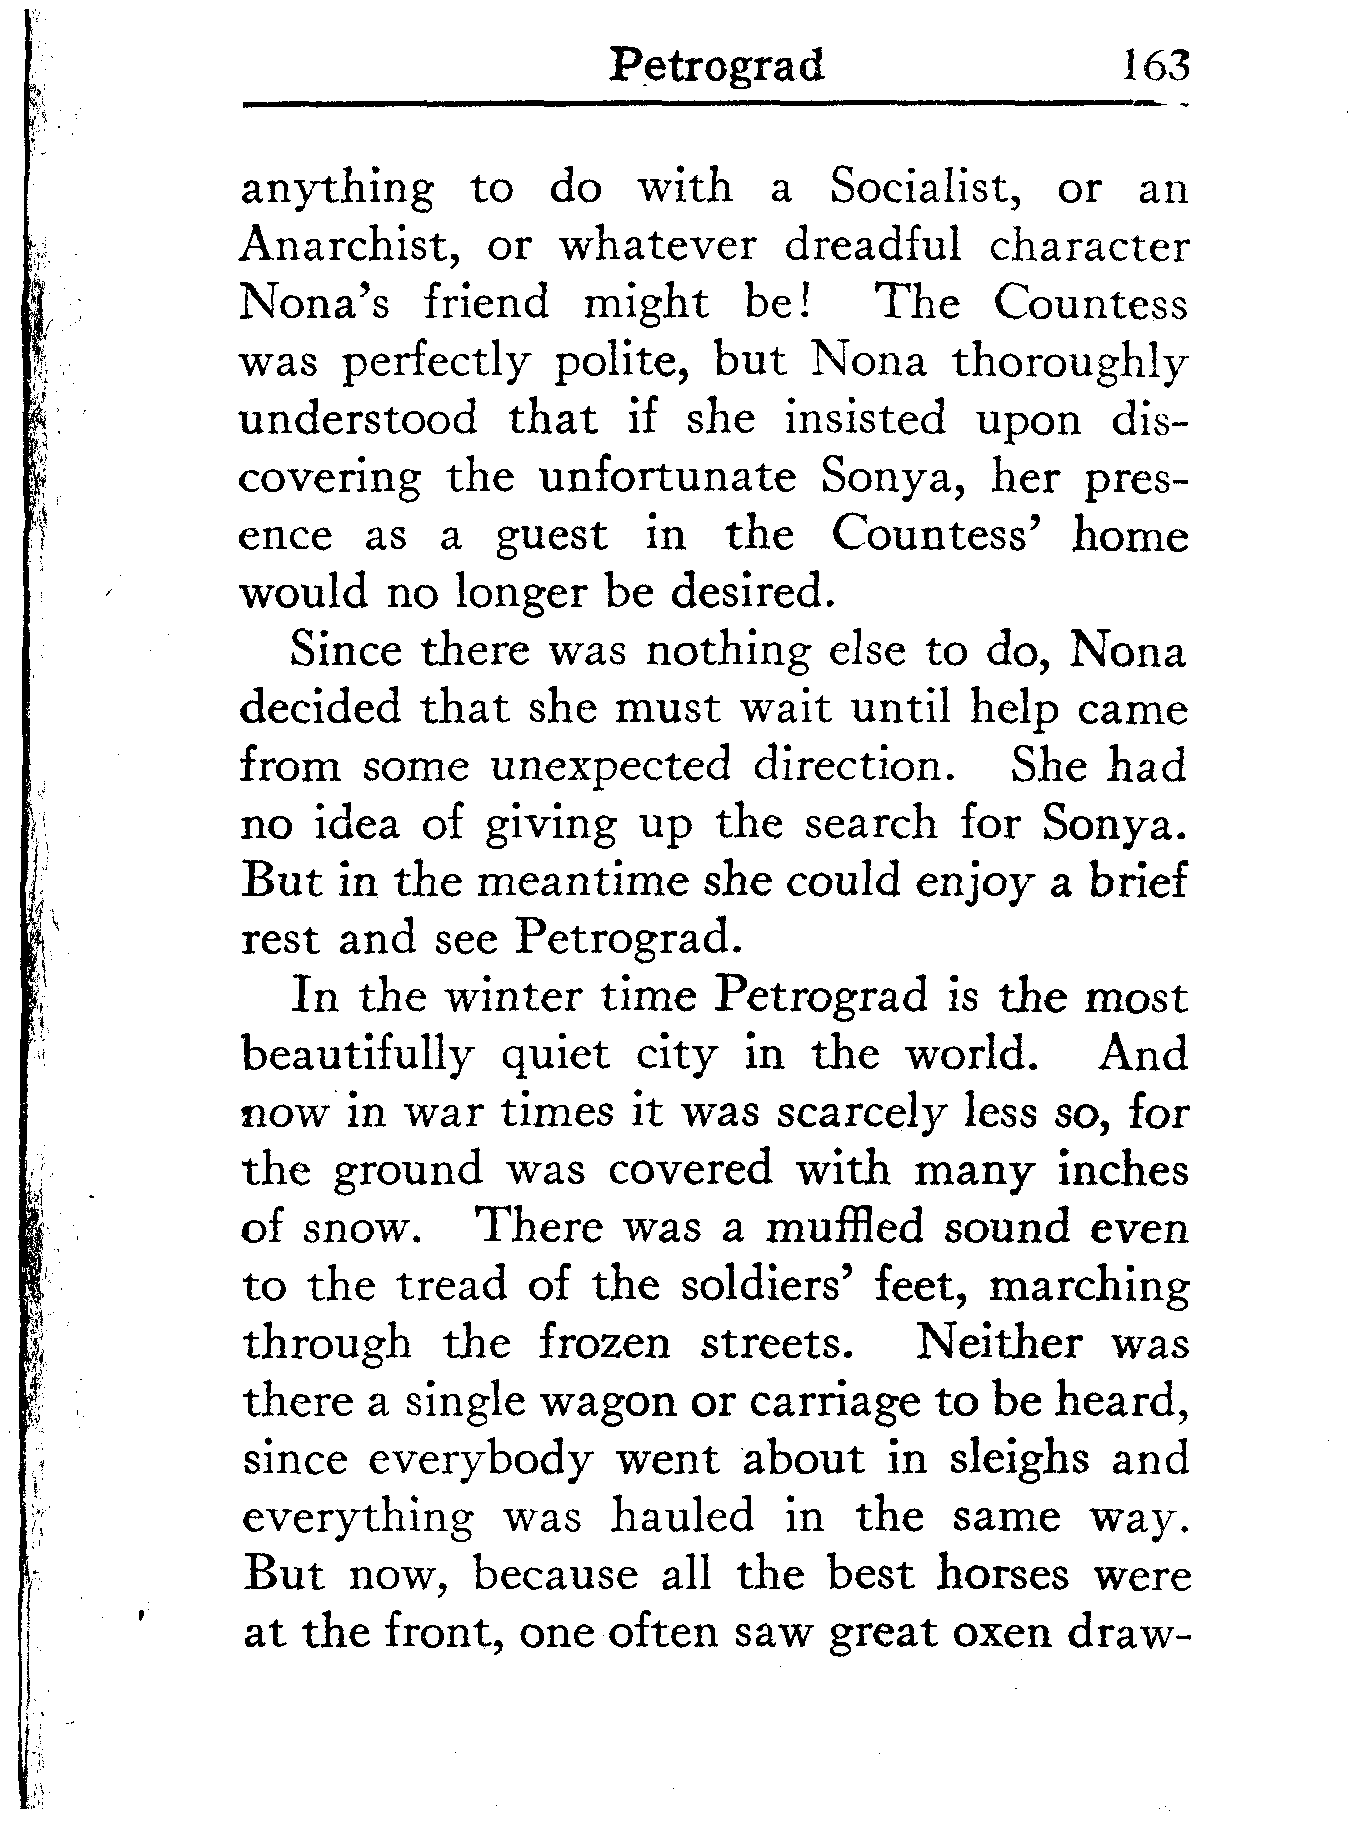 Petrograd 163
anything to do with a Socialist, or an
Anarchist, or whatever dreadful character
Nona's friend might be! The Countess
was perfectly polite, but Nona thoroughly
understood that if she insisted upon dis-
covering the unfortunate Sonya, her pres-
ence as a guest in the Countess' home
would no longer be desired.
Since there was nothing else to do, Nona
decided that she must wait until help came
from some unexpected direction. She had
no idea of giving up the search for Sonya.
But in the meantime she could enjoy a brief
rest and see Petrograd.
In the winter time Petrograd is the most
beautifully quiet city in the world. And
now in war times it was scarcely less so, for
the ground was covered with many inches
of snow. There was a muffled sound even
to the tread of the soldiers' feet, marching
through the frozen streets. Neither was
there a single wagon or carriage to be heard,
since everybody went about in sleighs and
everything was hauled in the same way.
But now, because all the best horses were
at the front, one often saw great oxen draw-